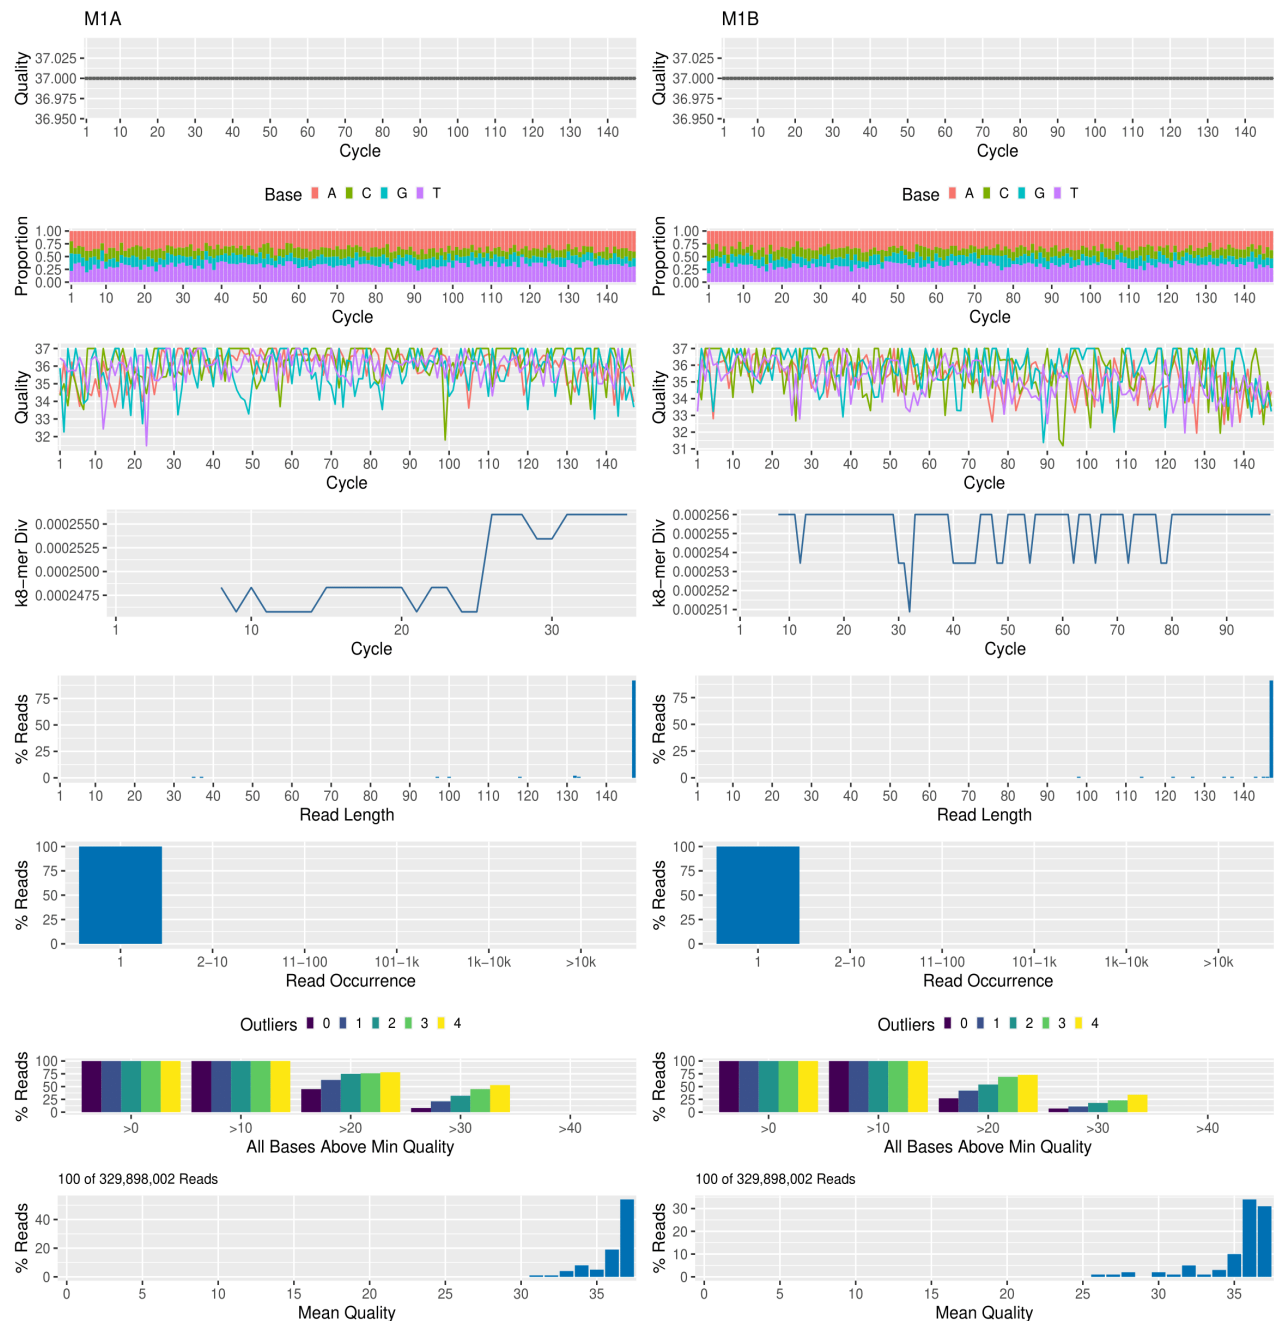 M1A
Quality
37.025
37.000
36.975
36.950
1 10 20 30 40 50 60 70 80 90 100 110 120 130 140
Cycle
Base A C G T
Proportion
1.00
0.75
0.50
0.25
0.00
1 10 20 30 40 50 60 70 80 90 100 110 120 130 140
Cycle
Quality
37
36
35
34
33
32
1 10 20 30 40 50 60 70 80 90 100 110 120 130 140
Cycle
k8−mer Div
0.0002550
0.0002525
0.0002500
0.0002475
1 10 20 30
Cycle
% Reads
75
50
25
0
1 10 20 30 40 50 60 70 80 90 100 110 120 130 140
Read Length
% Reads
100
75
50
25
0
1 2−10 11−100 101−1k 1k−10k >10k
Read Occurrence
Outliers 0 1 2 3 4
% Reads
100
75
50
25
0
>0 >10 >20 >30 >40
All Bases Above Min Quality
100 of 329,898,002 Reads
% Reads
40
20
0
0 5 10 15 20 25 30 35
Mean Quality
M1B
Quality
37.025
37.000
36.975
36.950
1 10 20 30 40 50 60 70 80 90 100 110 120 130 140
Cycle
Base A C G T
Proportion
1.00
0.75
0.50
0.25
0.00
1 10 20 30 40 50 60 70 80 90 100 110 120 130 140
Cycle
Quality
37
36
35
34
33
32
31
1 10 20 30 40 50 60 70 80 90 100 110 120 130 140
Cycle
k8−mer Div
0.000256
0.000255
0.000254
0.000253
0.000252
0.000251
1 10 20 30 40 50 60 70 80 90
Cycle
% Reads
75
50
25
0
1 10 20 30 40 50 60 70 80 90 100 110 120 130 140
Read Length
% Reads
100
75
50
25
0
1 2−10 11−100 101−1k 1k−10k >10k
Read Occurrence
Outliers 0 1 2 3 4
% Reads
100
75
50
25
0
>0 >10 >20 >30 >40
All Bases Above Min Quality
100 of 329,898,002 Reads
% Reads
30
20
10
0
0 5 10 15 20 25 30 35
Mean Quality